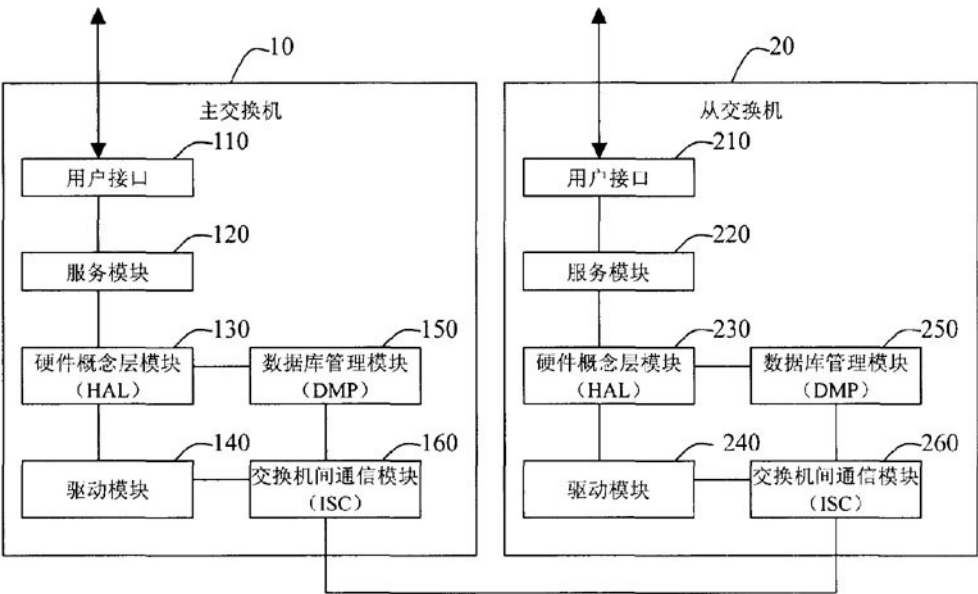 10
20
主交换机
从交换机
110
210
用户接口
用户接口
120
220
服务模块
服务模块
130
150
230
250
硬件概念层模块
（HAL）
数据库管理模块
（DMP）
硬件概念层模块
（HAL）
数据库管理模块
（DMP）
140
160
240
260
驱动模块
交换机间通信模块
（ISC）
驱动模块
交换机间通信模块
（ISC）